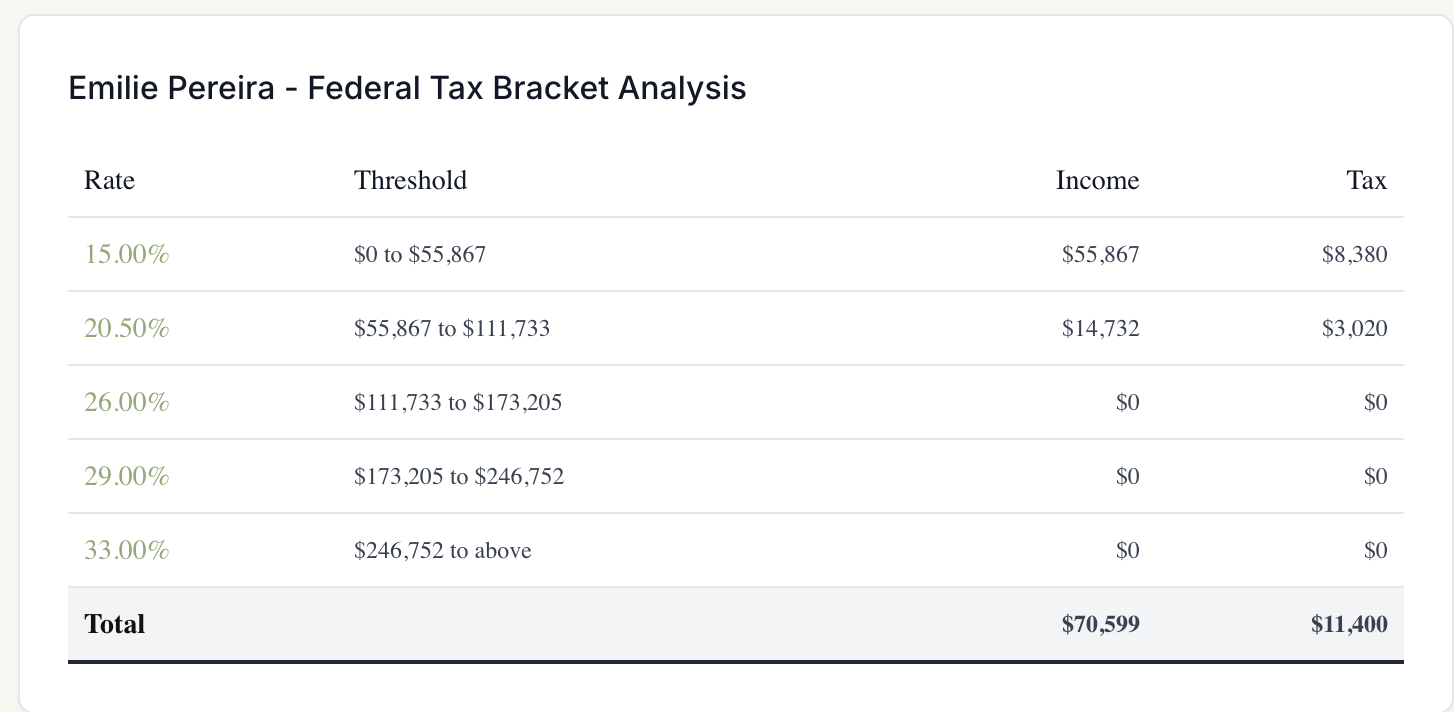 Emilie Pereira - Federal Tax Bracket Analysis
Rate Threshold Income Tax
15.00% $0 to $55,867 $55,867 $8,380
20.50% $55,867 to $111,733 $14,732 $3,020
26.00% $111,733 to $173,205 $0 $0
29.00% $173,205 to $246,752 $0 $0
33.00% $246,752 to above $0 $0
Total $70,599 $11,400